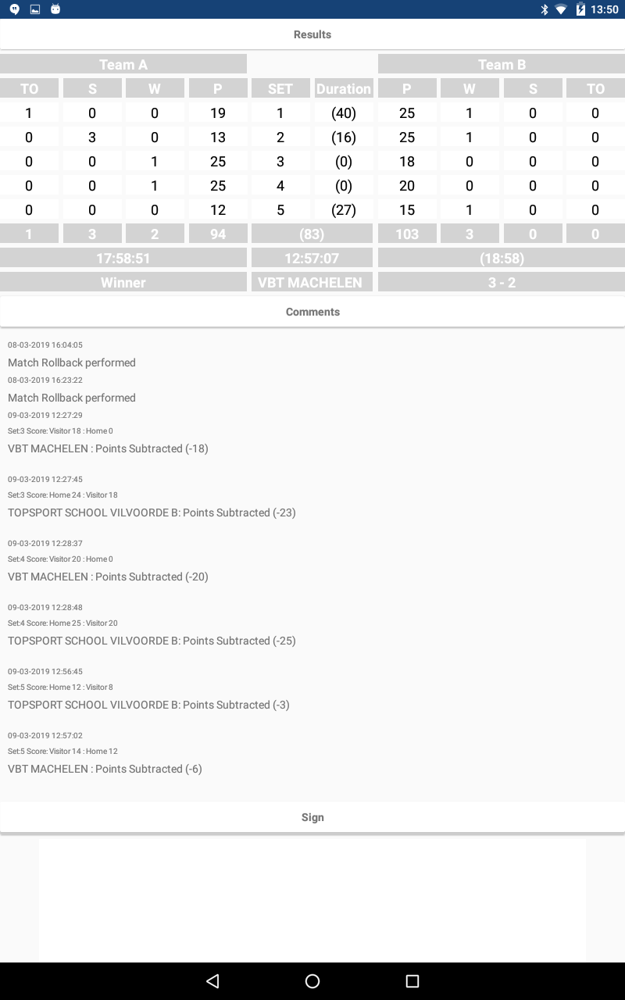 13:50
Results
Team A Team B
TO S W P SET Duration P W S TO
1 0 0 19 1 (40) 25 1 0 0
0 3 0 13 2 (16) 25 1 0 0
0 0 1 25 3 (0) 18 0 0 0
0 0 1 25 4 (0) 20 0 0 0
0 0 0 12 5 (27) 15 1 0 0
1 3 2 94 (83) 103 3 0 0
17:58:51 12:57:07 (18:58)
Winner VBT MACHELEN 3 - 2
Comments
08-03-2019 16:04:05
Match Rollback performed
08-03-2019 16:23:22
Match Rollback performed
09-03-2019 12:27:29
Set:3 Score: Visitor 18 : Home 0
VBT MACHELEN : Points Subtracted (-18)
09-03-2019 12:27:45
Set:3 Score: Home 24 : Visitor 18
TOPSPORT SCHOOL VILVOORDE B: Points Subtracted (-23)
09-03-2019 12:28:37
Set:4 Score: Visitor 20 : Home 0
VBT MACHELEN : Points Subtracted (-20)
09-03-2019 12:28:48
Set:4 Score: Home 25 : Visitor 20
TOPSPORT SCHOOL VILVOORDE B: Points Subtracted (-25)
09-03-2019 12:56:45
Set:5 Score: Home 12 : Visitor 8
TOPSPORT SCHOOL VILVOORDE B: Points Subtracted (-3)
09-03-2019 12:57:02
Set:5 Score: Visitor 14 : Home 12
VBT MACHELEN : Points Subtracted (-6)
Sign